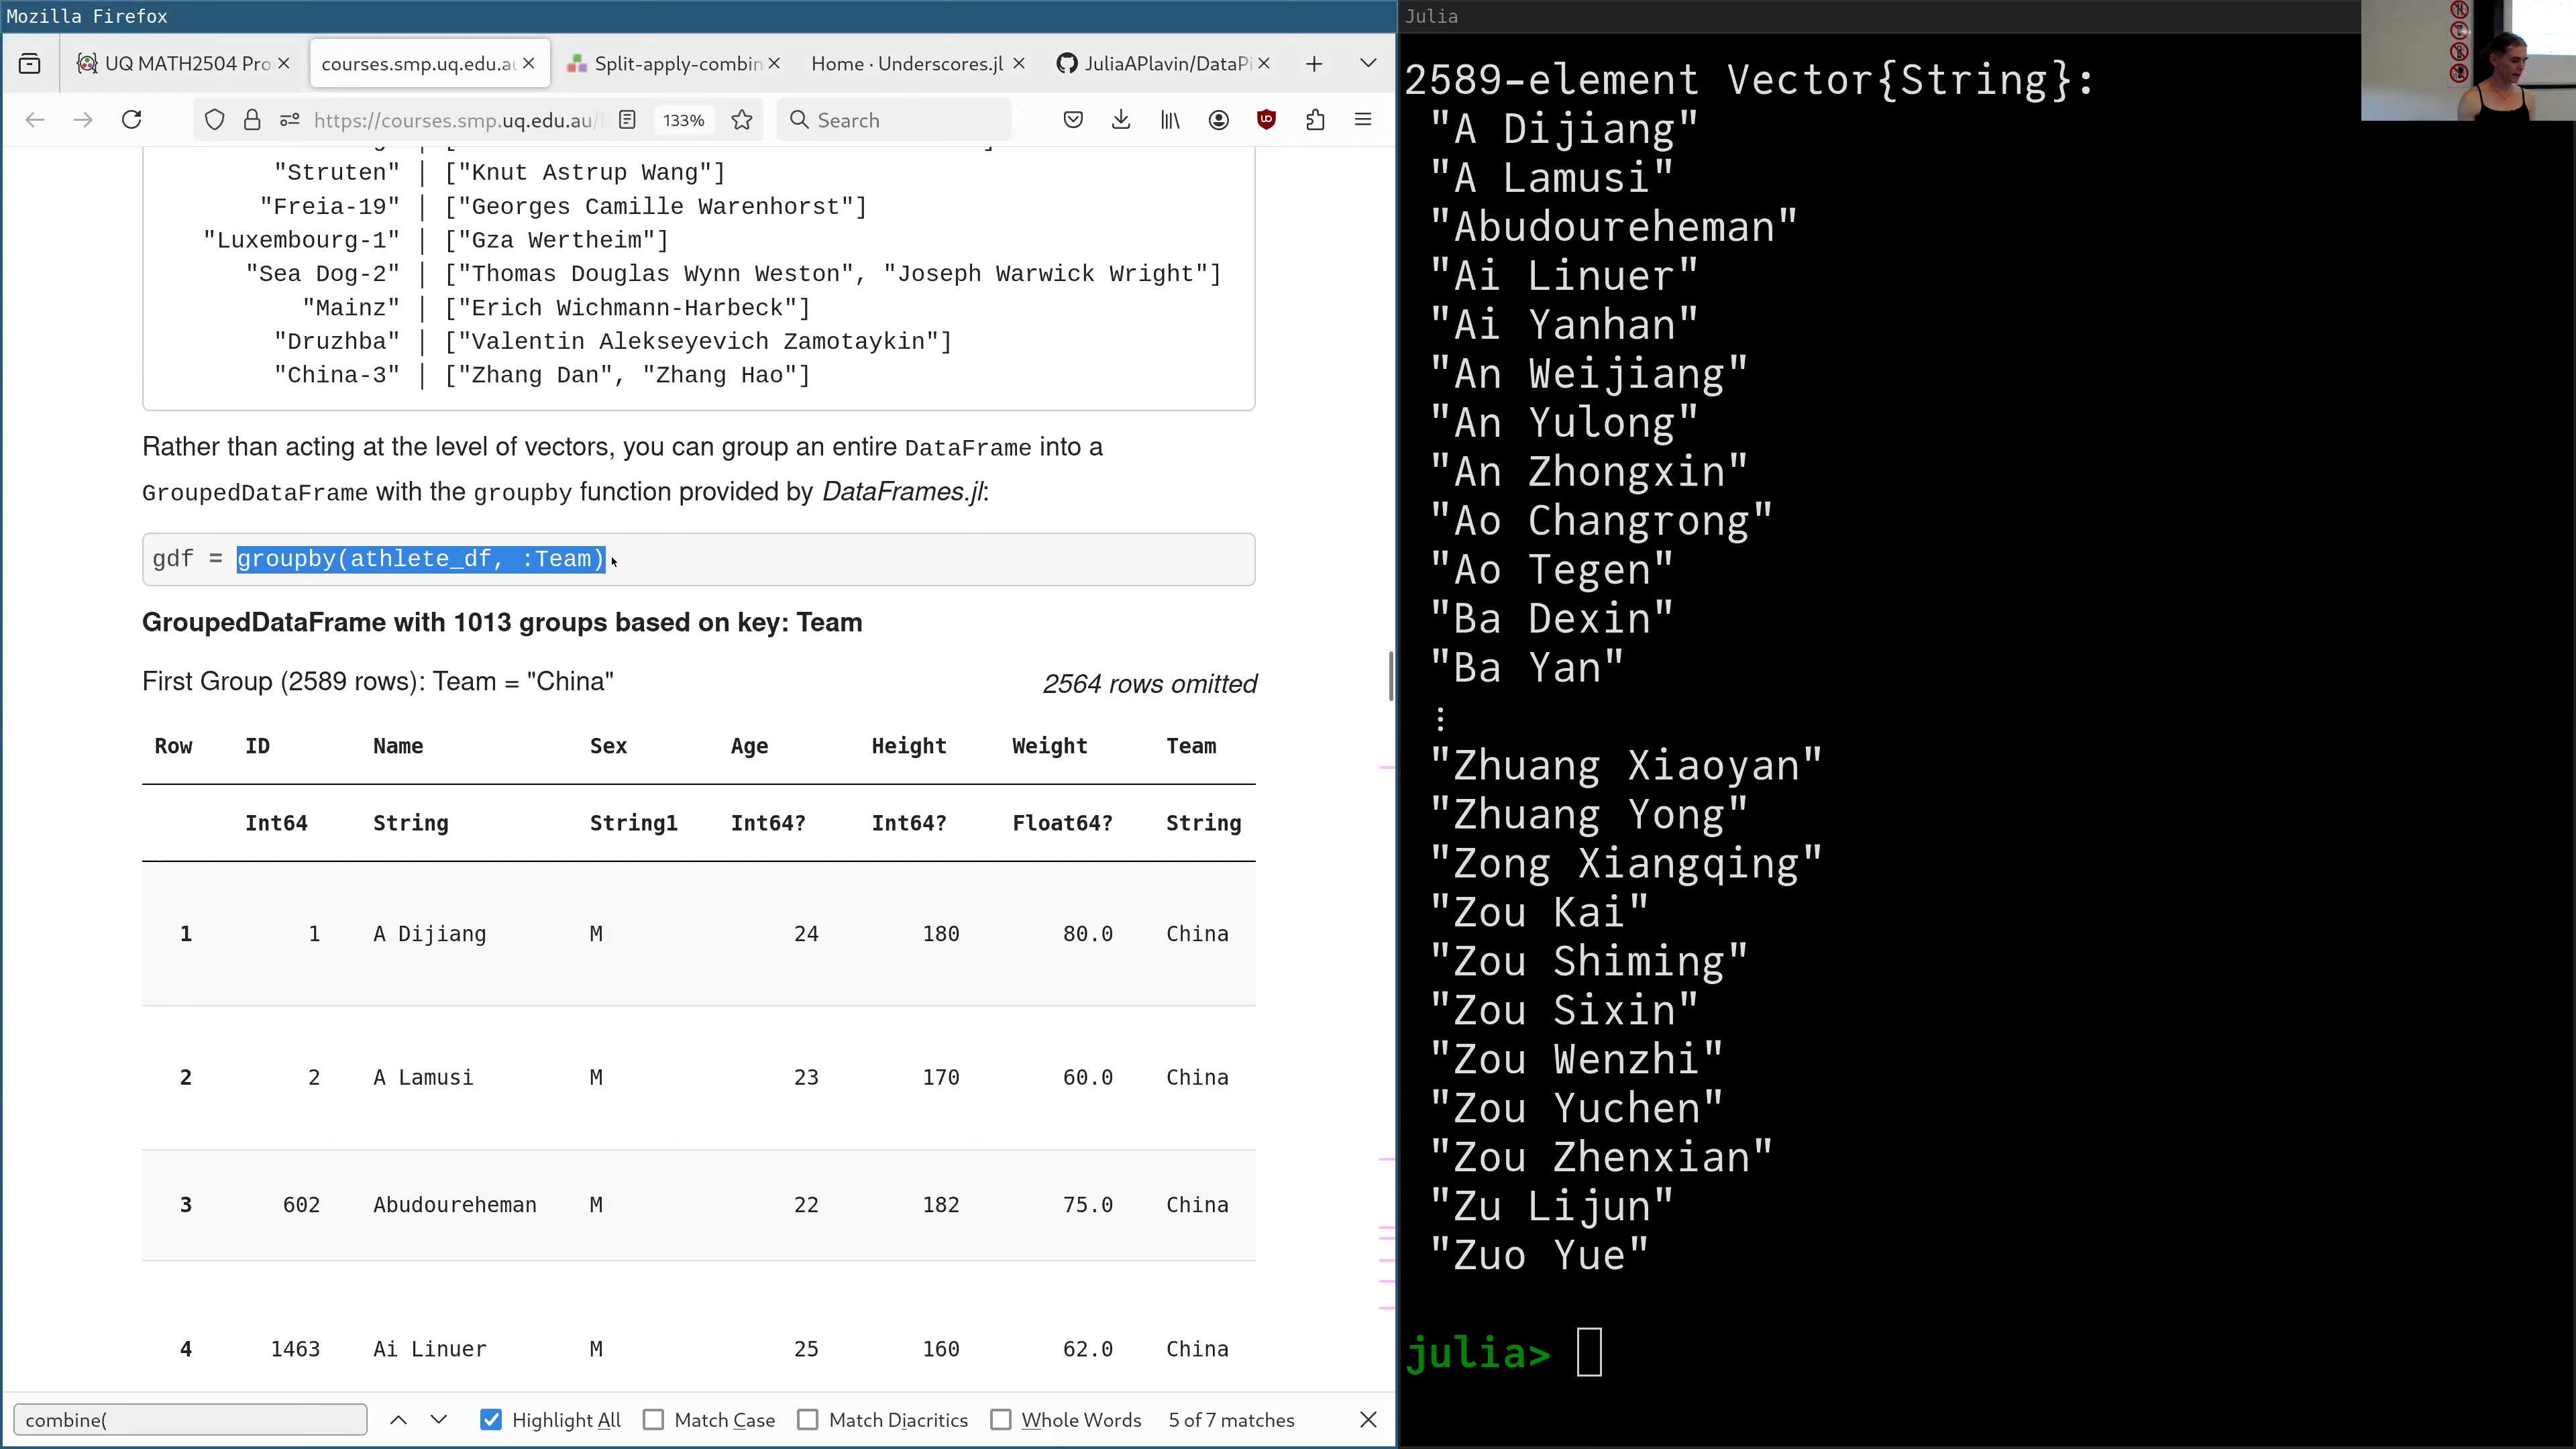 Mozilla Firefox
UQ MATH2504 Pro
courses.smp.uq.edu.au
Split-apply-combin
Home · Underscores.jl
JuliaAPlavin/DataPi
https://courses.smp.uq.edu.au/
133%
Search
"Struten" | ["Knut Astrup Wang"]
"Freia-19" | ["Georges Camille Warenhorst"]
"Luxembourg-1" | ["Gza Wertheim"]
"Sea Dog-2" | ["Thomas Douglas Wynn Weston", "Joseph Warwick Wright"]
"Mainz" | ["Erich Wichmann-Harbeck"]
"Druzhba" | ["Valentin Alekseyevich Zamotaykin"]
"China-3" | ["Zhang Dan", "Zhang Hao"]
Rather than acting at the level of vectors, you can group an entire DataFrame into a
GroupedDataFrame with the groupby function provided by DataFrames.jl:
gdf = groupby(athlete_df, :Team)
GroupedDataFrame with 1013 groups based on key: Team
First Group (2589 rows): Team = "China"
2564 rows omitted
Row ID Name Sex Age Height Weight Team
Int64 String String1 Int64? Int64? Float64? String
1 1 A Dijiang M 24 180 80.0 China
2 2 A Lamusi M 23 170 60.0 China
3 602 Abudoureheman M 22 182 75.0 China
4 1463 Ai Linuer M 25 160 62.0 China
combine(
Highlight All
Match Case
Match Diacritics
Whole Words
5 of 7 matches
Julia
2589-element Vector{String}:
"A Dijiang"
"A Lamusi"
"Abudoureheman"
"Ai Linuer"
"Ai Yanhan"
"An Weijiang"
"An Yulong"
"An Zhongxin"
"Ao Changrong"
"Ao Tegen"
"Ba Dexin"
"Ba Yan"
⋮
"Zhuang Xiaoyan"
"Zhuang Yong"
"Zong Xiangqing"
"Zou Kai"
"Zou Shiming"
"Zou Sixin"
"Zou Wenzhi"
"Zou Yuchen"
"Zou Zhenxian"
"Zu Lijun"
"Zuo Yue"
julia>